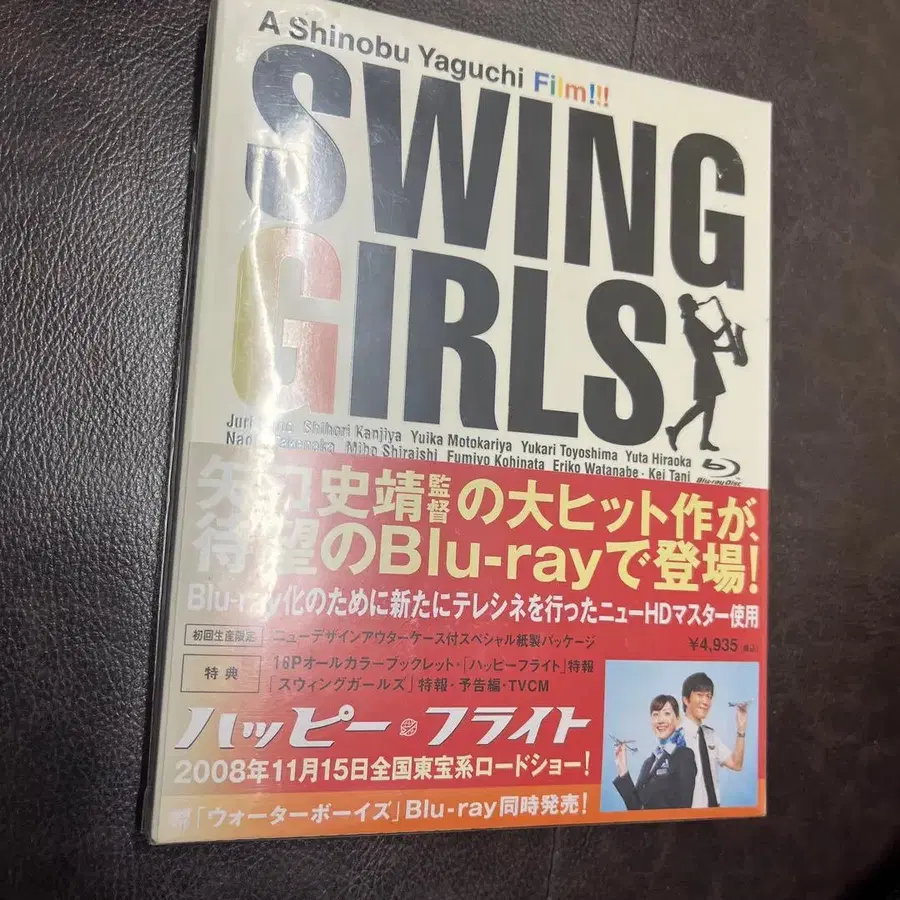 A Shinobu Yaguchi Film!!!
SWING
GIRLS
Shihori Kanjiya Yuika Motokariya Yukari Toyoshima Yuta Hiraoka
Takenaka Miho Shiraishi Fumiyo Kohinata Eriko Watanabe・Kei Tani
Blu-ray Disc
矢口史靖監督の大ヒット作が、
待望のBlu-rayで登場!
Blu-ray化のために新たにテレシネを行ったニューHDマスター使用
初回生産限定 ニューデザインアウターケース付スペシャル紙製パッケージ ¥4,935(税込)
特典 16Pオールカラーブックレット・「ハッピーフライト」特報
「スウィングガールズ」特報・予告編・TVCM
ハッピーフライト
2008年11月15日全国東宝系ロードショー!
「ウォーターボーイズ」Blu-ray同時発売!